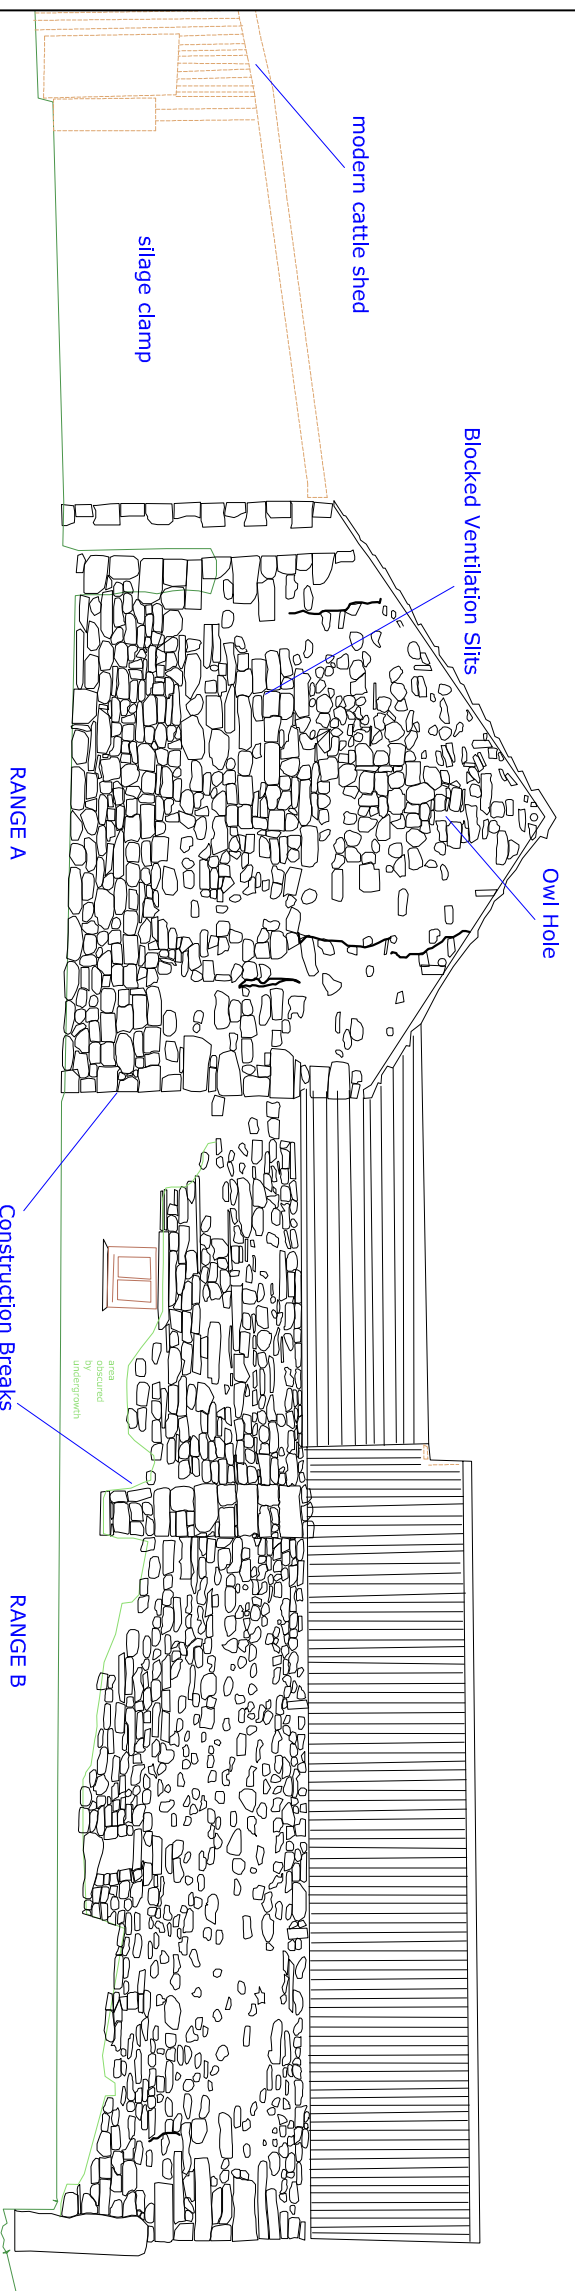 modern cattle shed
silage clamp
Blocked Ventilation Slits
Owl Hole
RANGE A
Construction Breaks
area
obscured
by
undergrowth
RANGE B